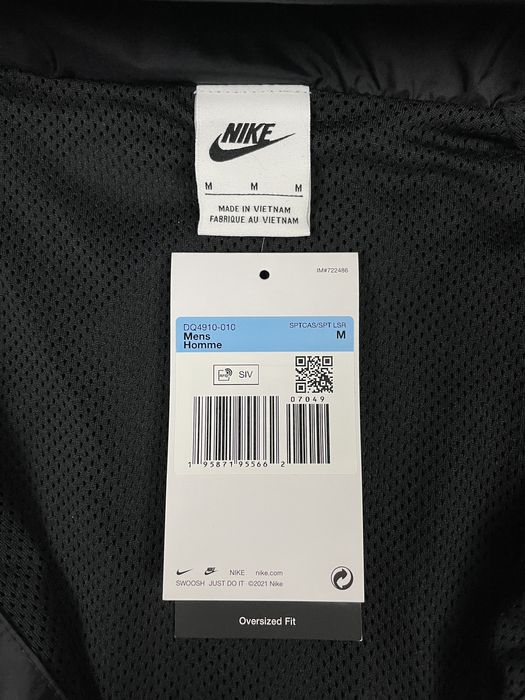 NIKE
M M M
MADE IN VIETNAM
FABRIQUE AU VIETNAM
IM#722486
DQ4910-010 SPTCAS/SPT LSR
Mens M
Homme
SIV
07049
1 95871 95566 2
NIKE nike.com
SWOOSH JUST DO IT ©2021 Nike
Oversized Fit